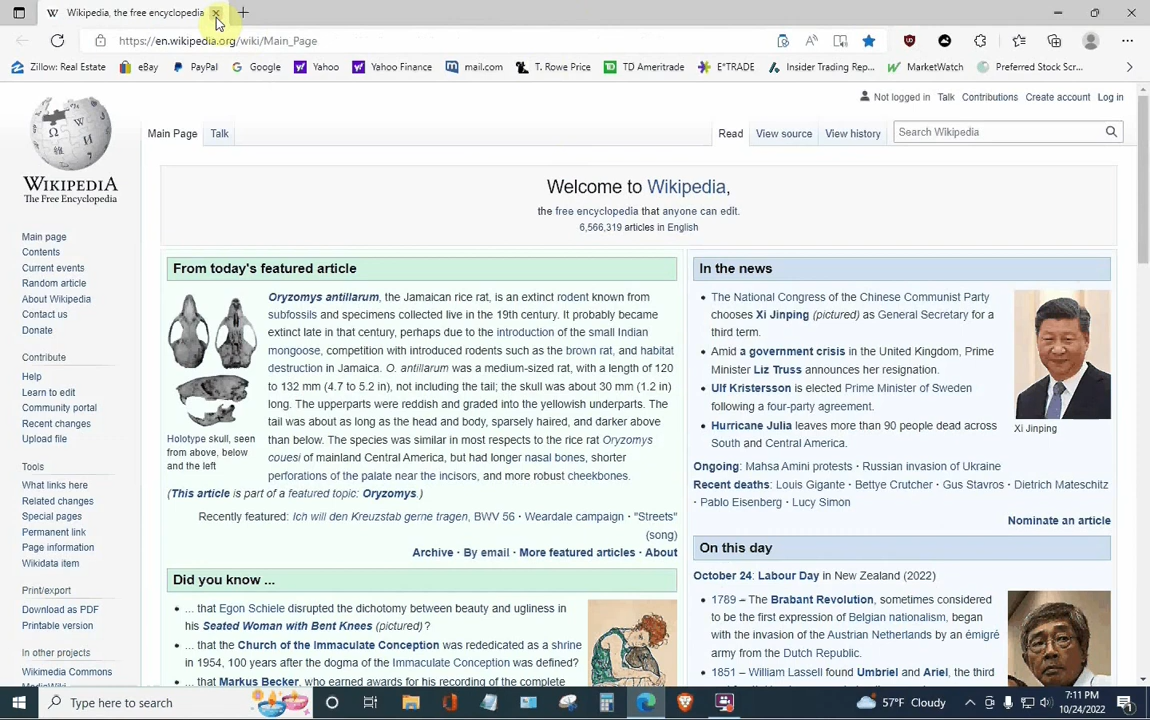 Wikipedia, the free encyclopedia
https://en.wikipedia.org/wiki/Main_Page
Zillow: Real Estate
eBay
PayPal
Google
Yahoo
Yahoo Finance
mail.com
T. Rowe Price
TD Ameritrade
E*TRADE
Insider Trading Rep...
MarketWatch
Preferred Stock Scr...
Not logged in Talk Contributions Create account Log in
Main Page Talk
Read View source View history Search Wikipedia
WIKIPEDIA
The Free Encyclopedia
Main page
Contents
Current events
Random article
About Wikipedia
Contact us
Donate
Contribute
Help
Learn to edit
Community portal
Recent changes
Upload file
Tools
What links here
Related changes
Special pages
Permanent link
Page information
Wikidata item
Print/export
Download as PDF
Printable version
In other projects
Wikimedia Commons
MediaWiki
Welcome to Wikipedia,
the free encyclopedia that anyone can edit.
6,566,319 articles in English
From today's featured article
Oryzomys antillarum, the Jamaican rice rat, is an extinct rodent known from
subfossils and specimens collected live in the 19th century. It probably became
extinct late in that century, perhaps due to the introduction of the small Indian
mongoose, competition with introduced rodents such as the brown rat, and habitat
destruction in Jamaica. O. antillarum was a medium-sized rat, with a length of 120
to 132 mm (4.7 to 5.2 in), not including the tail; the skull was about 30 mm (1.2 in)
long. The upperparts were reddish and graded into the yellowish underparts. The
tail was about as long as the head and body, sparsely haired, and darker above
than below. The species was similar in most respects to the rice rat Oryzomys
couesi of mainland Central America, but had longer nasal bones, shorter
perforations of the palate near the incisors, and more robust cheekbones.
(This article is part of a featured topic: Oryzomys.)
Holotype skull, seen
from above, below
and the left
Recently featured: Ich will den Kreuzstab gerne tragen, BWV 56 · Weardale campaign · "Streets"
(song)
Archive · By email · More featured articles · About
Did you know ...
... that Egon Schiele disrupted the dichotomy between beauty and ugliness in
his Seated Woman with Bent Knees (pictured)?
... that the Church of the Immaculate Conception was rededicated as a shrine
in 1954, 100 years after the dogma of the Immaculate Conception was defined?
... that Markus Becker, who earned awards for his recording of the complete
In the news
The National Congress of the Chinese Communist Party
chooses Xi Jinping (pictured) as General Secretary for a
third term.
Amid a government crisis in the United Kingdom, Prime
Minister Liz Truss announces her resignation.
Ulf Kristersson is elected Prime Minister of Sweden
following a four-party agreement.
Hurricane Julia leaves more than 90 people dead across
South and Central America.
Xi Jinping
Ongoing: Mahsa Amini protests · Russian invasion of Ukraine
Recent deaths: Louis Gigante · Bettye Crutcher · Gus Stavros · Dietrich Mateschitz
· Pablo Eisenberg · Lucy Simon
Nominate an article
On this day
October 24: Labour Day in New Zealand (2022)
1789 – The Brabant Revolution, sometimes considered
to be the first expression of Belgian nationalism, began
with the invasion of the Austrian Netherlands by an émigré
army from the Dutch Republic.
1851 – William Lassell found Umbriel and Ariel, the third
Type here to search
57°F Cloudy
7:11 PM
10/24/2022
1